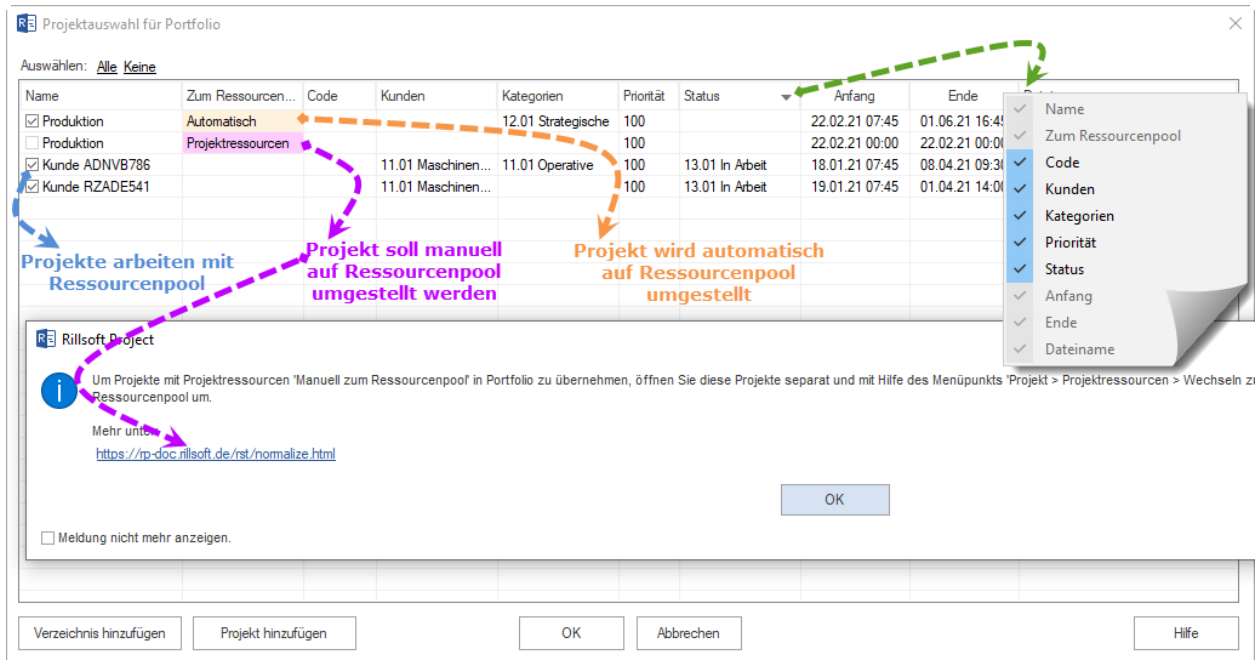 Projektauswahl für Portfolio
Auswählen: Alle Keine
Name Zum Ressourcen... Code Kunden Kategorien Priorität Status Anfang Ende
Produktion Automatisch 12.01 Strategische 100 22.02.21 07:45 01.06.21 16:45
Produktion Projektressourcen 100 22.02.21 00:00 22.02.21 00:00
Kunde ADNVB786 11.01 Maschinen... 11.01 Operative 100 13.01 In Arbeit 18.01.21 07:45 08.04.21 09:30
Kunde RZADE541 11.01 Maschinen... 100 13.01 In Arbeit 19.01.21 07:45 01.04.21 14:00
Name
Zum Ressourcenpool
Code
Kunden
Kategorien
Priorität
Status
Anfang
Ende
Dateiname
Projekte arbeiten mit
Ressourcenpool
Projekt soll manuell
auf Ressourcenpool
umgestellt werden
Projekt wird automatisch
auf Ressourcenpool
umgestellt
Rillsoft Project
Um Projekte mit Projektressourcen 'Manuell zum Ressourcenpool' in Portfolio zu übernehmen, öffnen Sie diese Projekte separat und mit Hilfe des Menüpunkts 'Projekt > Projektressourcen > Wechseln zu
Ressourcenpool um.
Mehr unter:
https://rp-doc.rillsoft.de/rst/normalize.html
OK
Meldung nicht mehr anzeigen.
Verzeichnis hinzufügen Projekt hinzufügen OK Abbrechen Hilfe